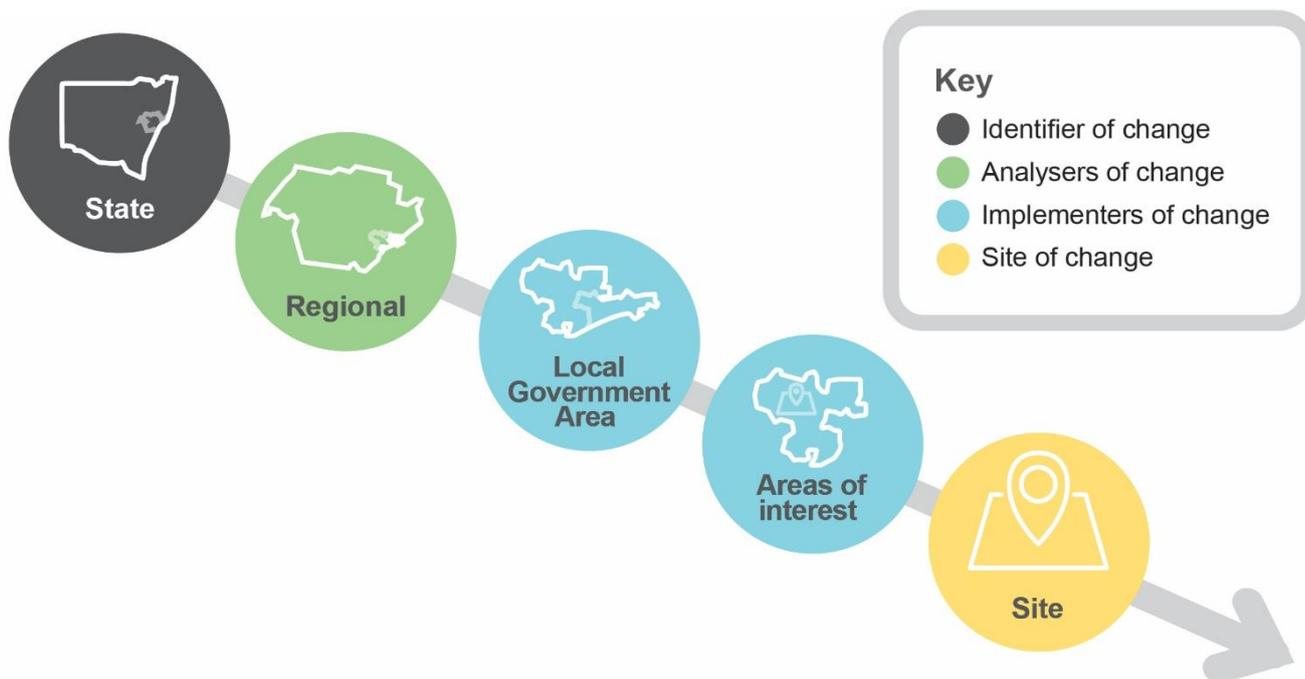 State
Regional
Local
Government
Area
Areas of
interest
Site
Key
Identifier of change
Analysers of change
Implementers of change
Site of change